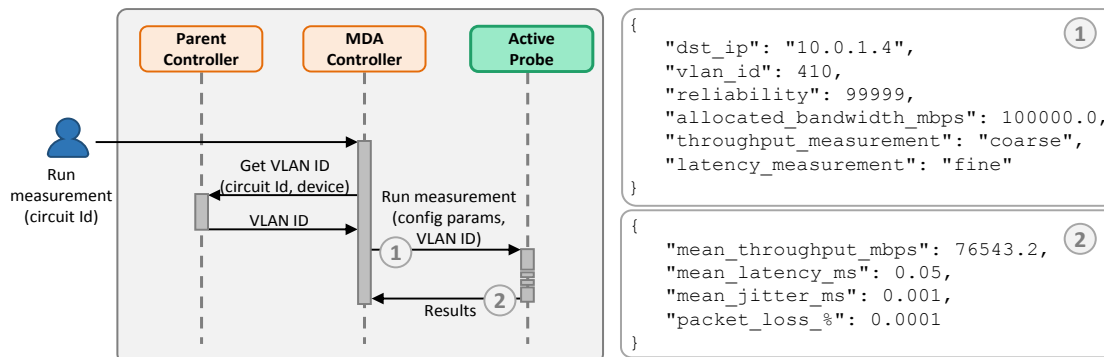 Parent
Controller
MDA
Controller
Active
Probe
Run
measurement
(circuit Id)
Get VLAN ID
(circuit Id, device)
VLAN ID
Run measurement
(config params,
VLAN ID)
1
2
Results
{
"dst_ip": "10.0.1.4",
"vlan_id": 410,
"reliability": 99999,
"allocated_bandwidth_mbps": 100000.0,
"throughput_measurement": "coarse",
"latency_measurement": "fine"
}
1
{
"mean_throughput_mbps": 76543.2,
"mean_latency_ms": 0.05,
"mean_jitter_ms": 0.001,
"packet_loss_%": 0.0001
}
2